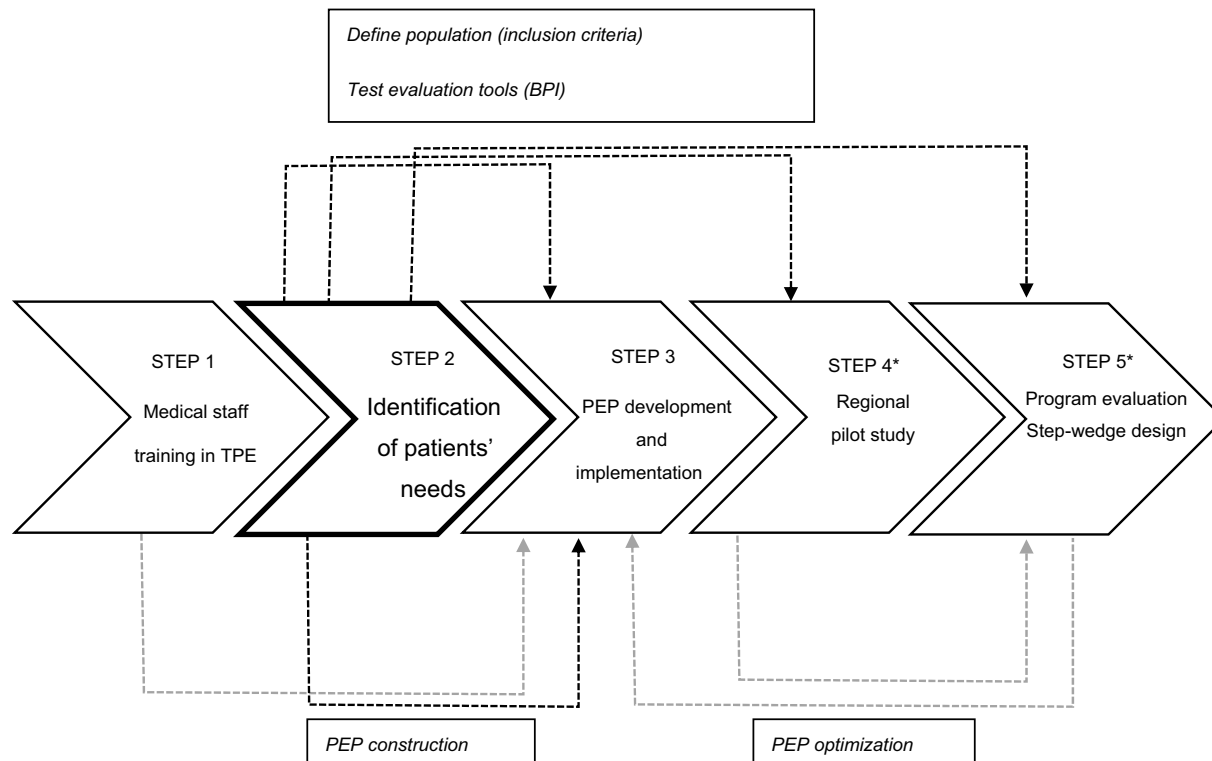 Define population (inclusion criteria)
Test evaluation tools (BPI)
STEP 1
Medical staff
training in TPE
STEP 2
Identification
of patients’
needs
STEP 3
PEP development
and
implementation
STEP 4*
Regional
pilot study
STEP 5*
Program evaluation
Step-wedge design
PEP construction
PEP optimization